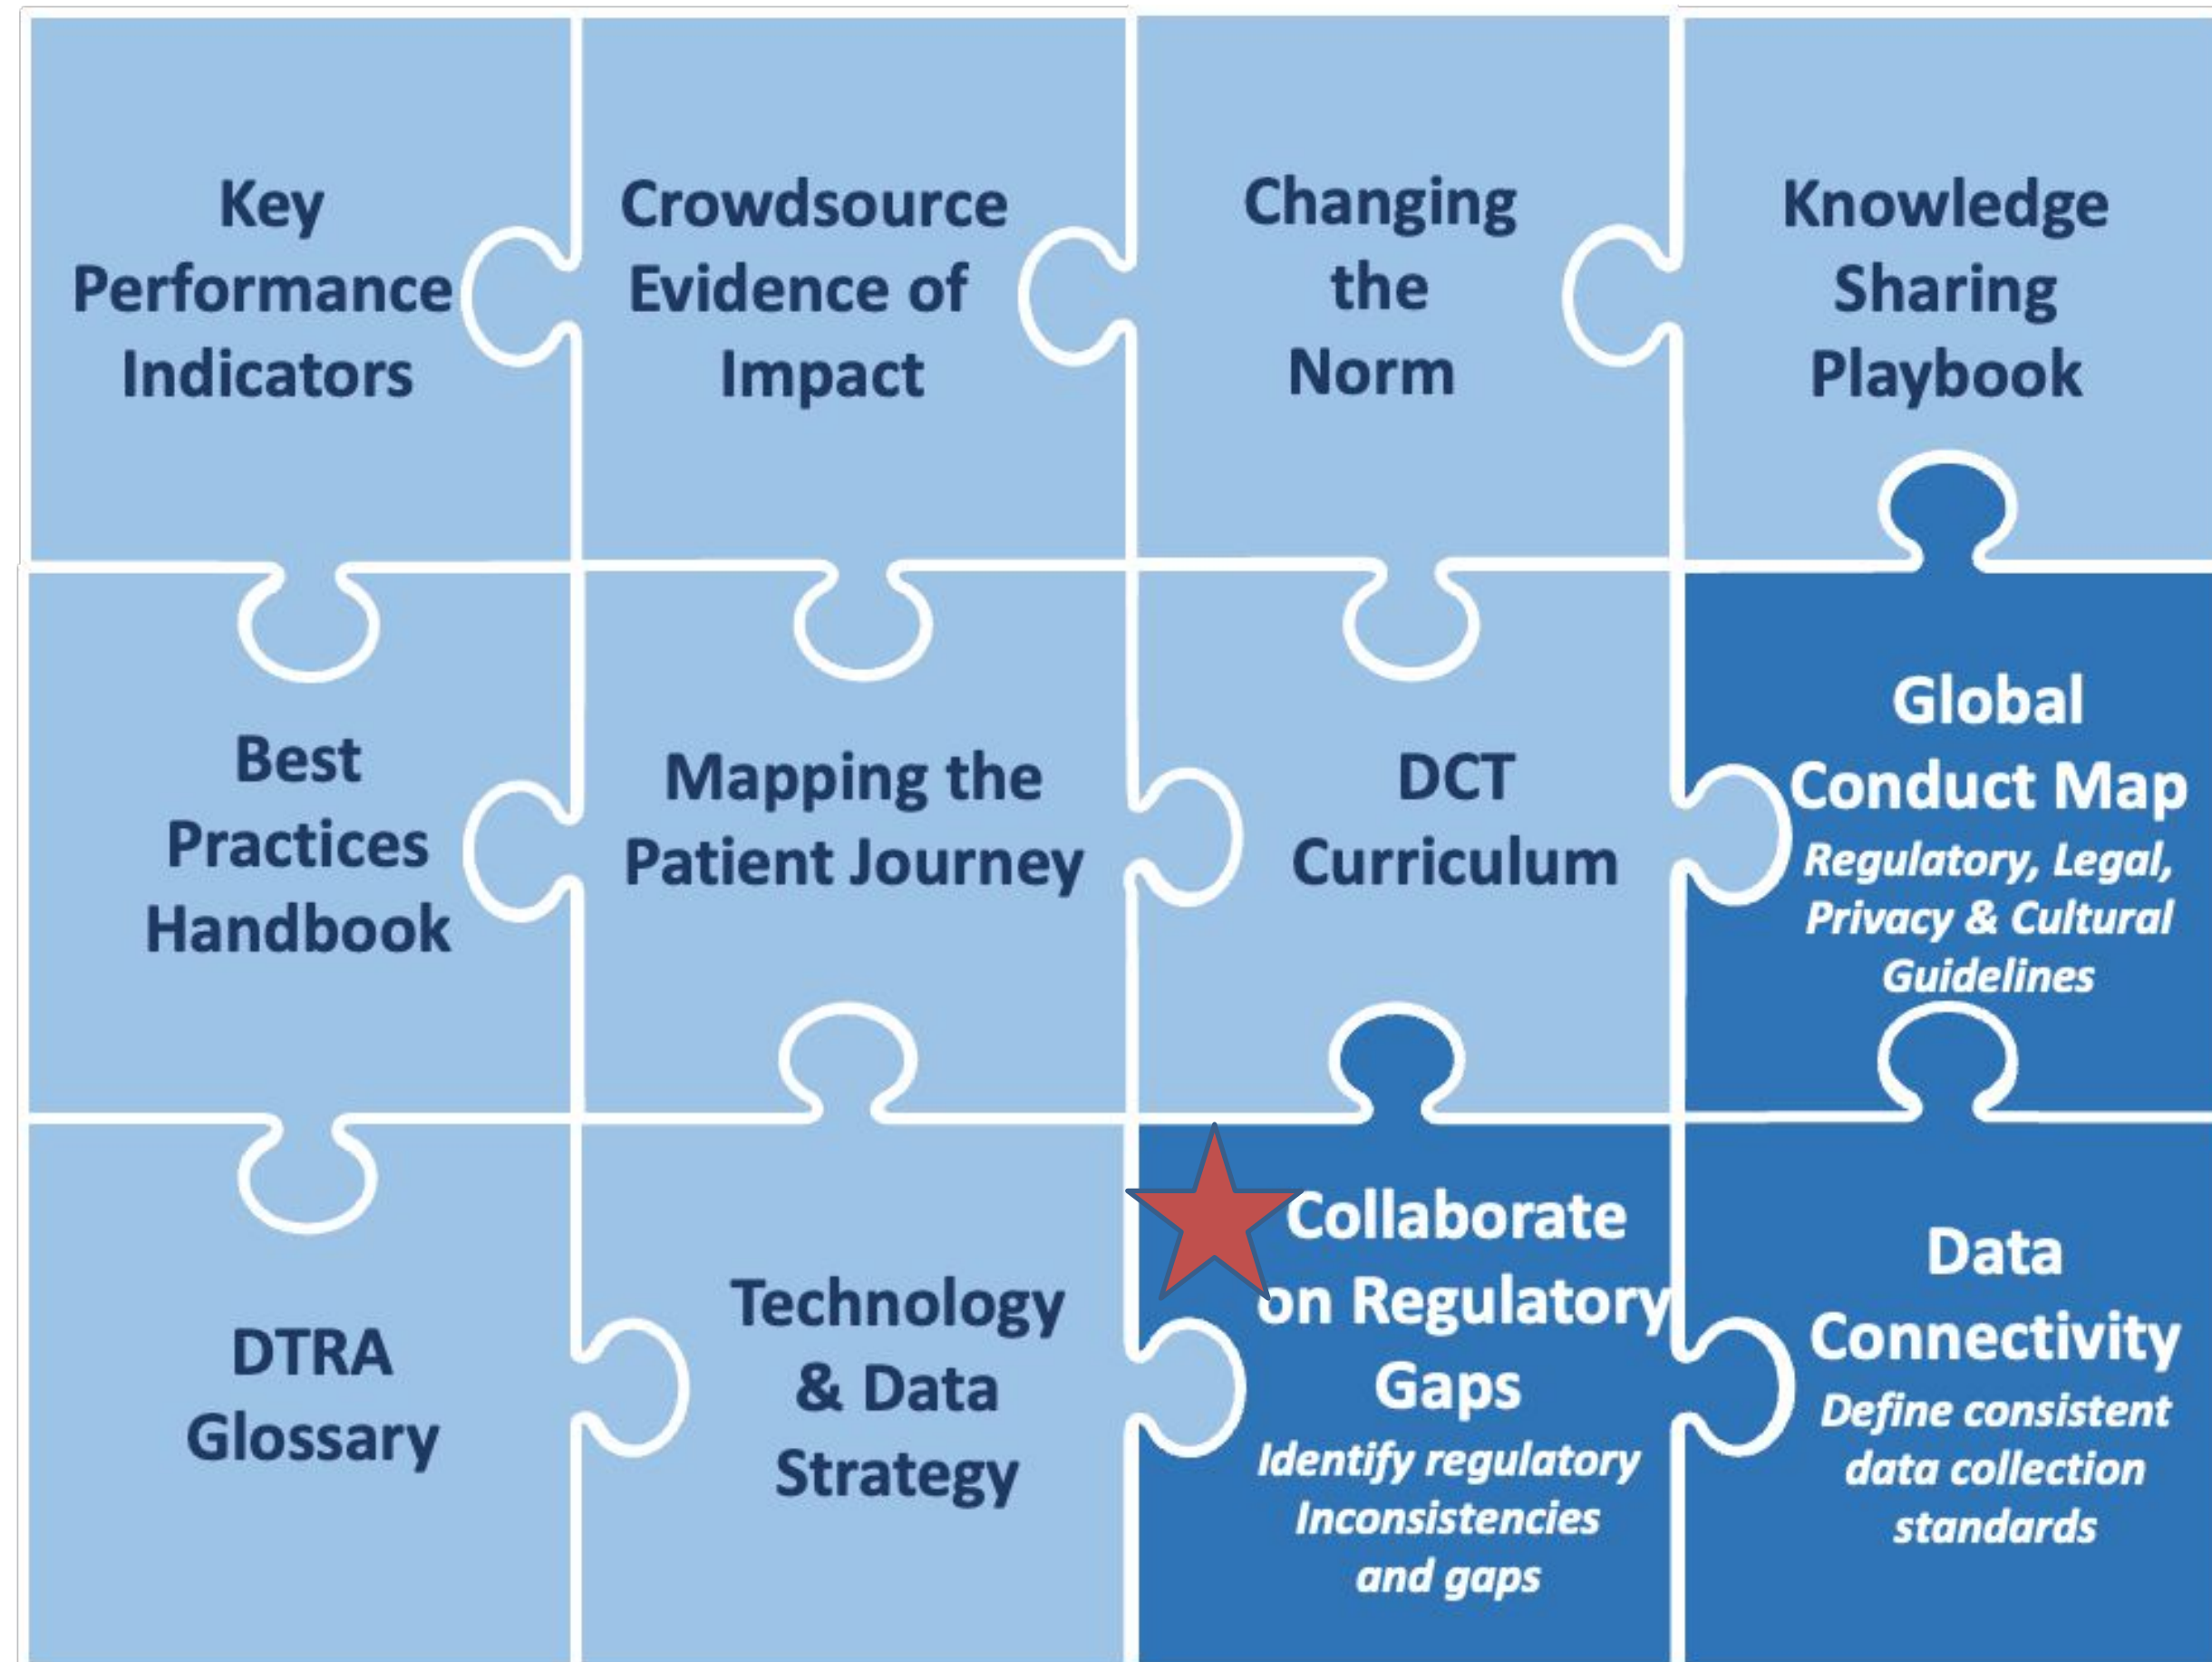 Key
Performance
Indicators
Crowdsource
Evidence of
Impact
Changing
the
Norm
Knowledge
Sharing
Playbook
Best
Practices
Handbook
Mapping the
Patient Journey
DCT
Curriculum
Global
Conduct Map
Regulatory, Legal,
Privacy & Cultural
Guidelines
DTRA
Glossary
Technology
& Data
Strategy
Collaborate
on Regulatory
Gaps
Identify regulatory
Inconsistencies
and gaps
Data
Connectivity
Define consistent
data collection
standards